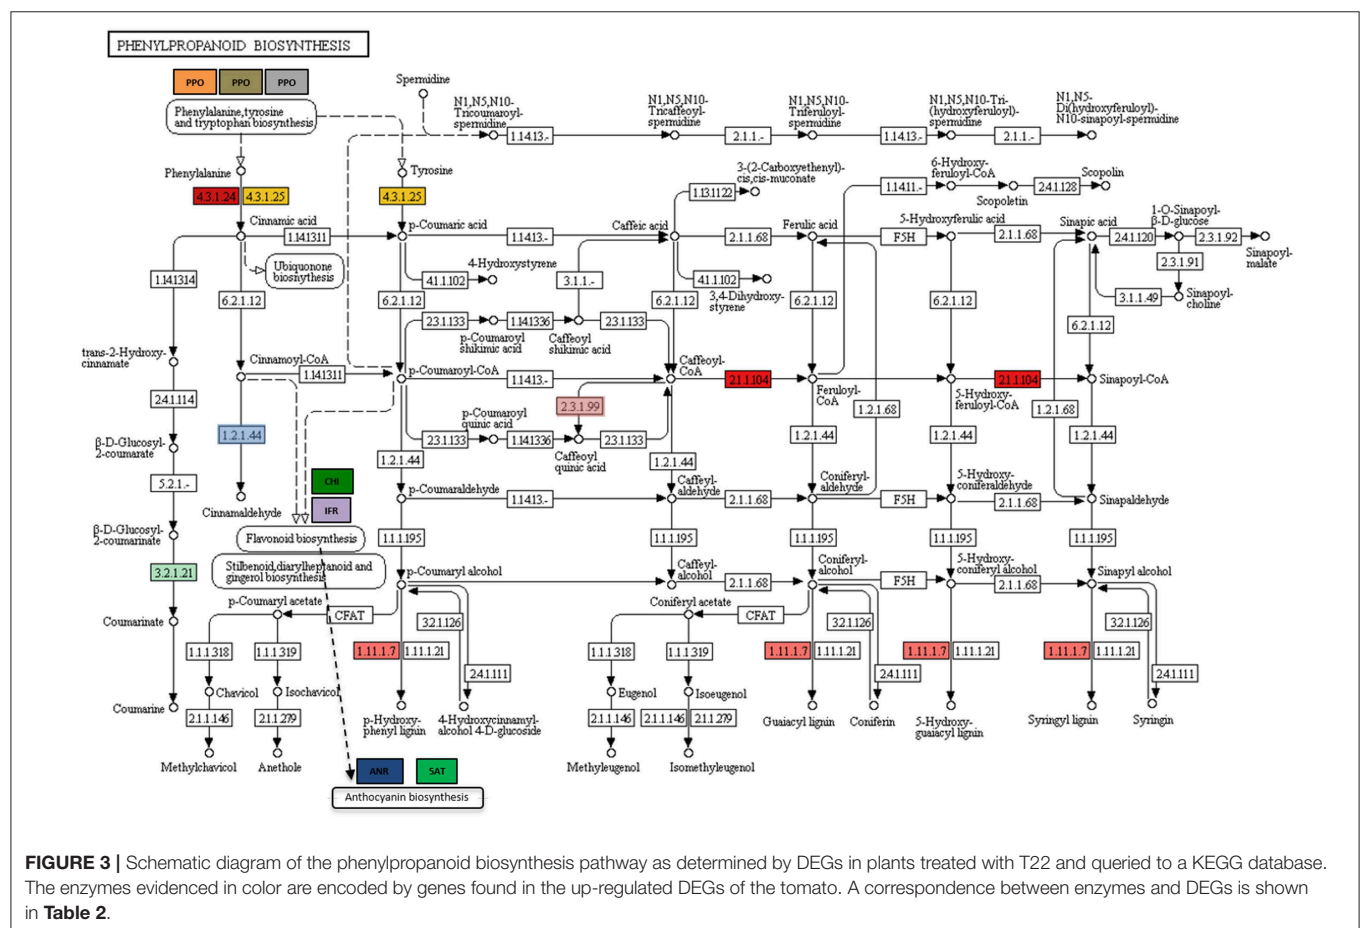 PHENYLPROPANOID BIOSYNTHESIS
PPO PPO PPO
Phenylalanine,tyrosine
and tryptophan biosynthesis
Spermidine
N1,N5,N10-
Tricoumaroyl-
spermidine
1.14.13.-
N1,N5,N10-
Tricaffeoyl-
spermidine
2.1.1.-
N1,N5,N10-
Triferuloyl-
spermidine
1.14.13.-
N1,N5,N10-Tri-
(hydroxyferuloyl)-
spermidine
2.1.1.-
N1,N5-
Di(hydroxyferuloyl)-
N10-sinapoyl-spermidine
Phenylalanine
Tyrosine
4.3.1.24 4.3.1.25
4.3.1.25
3-(2-Carboxyethenyl)-
cis,cis-muconate
1.13.1122
1.14.11.-
6-Hydroxy-
feruloyl-CoA
Scopoletin
2.4.1.128
Scopolin
Cinnamic acid
1.141311
p-Coumaric acid
1.14.13.-
Caffeic acid
2.1.1.68
Ferulic acid
F5H
5-Hydroxyferulic acid
2.1.1.68
Sinapic acid
2.4.1.120
1-O-Sinapoyl-
β-D-glucose
2.3.1.92
Sinapoyl-
malate
2.3.1.91
3.1.1.49
Sinapoyl-
choline
Ubiquonone
biosnythesis
1.141314
6.2.1.12
4.1.1.102
4-Hydroxystyrene
6.2.1.12
3.1.1.-
6.2.1.12
4.1.1.102
3,4-Dihydroxy-
styrene
6.2.1.12
6.2.1.12
6.2.1.12
2.3.1.133
1.141336
2.3.1.133
p-Coumaroyl
shikimic acid
Caffeoyl
shikimic acid
trans-2-Hydroxy-
cinnamate
Cinnamoyl-CoA
1.141311
p-Coumaroyl-CoA
1.14.13.-
Caffeoyl-
CoA
2.1.1.104
Feruloyl-
CoA
5-Hydroxy-
feruloyl-CoA
2.1.1.104
Sinapoyl-CoA
2.4.1.114
2.3.1.99
1.2.1.68
1.2.1.68
p-Coumaroyl
quinic acid
2.3.1.133
1.141336
2.3.1.133
Caffeoyl
quinic acid
β-D-Glucosyl-
2-coumarate
1.2.1.44
1.2.1.44
1.2.1.44
1.2.1.44
1.2.1.44
1.2.1.44
5.2.1.-
Cinnamaldehyde
CHI
IFR
p-Coumaraldehyde
1.14.13.-
Caffeyl-
aldehyde
2.1.1.68
Coniferyl-
aldehyde
F5H
5-Hydroxy-
coniferaldehyde
2.1.1.68
Sinapaldehyde
β-D-Glucosyl-
2-coumarinate
Flavonoid biosynthesis
1.1.1.195
1.1.1.195
1.1.1.195
1.1.1.195
1.1.1.195
3.2.1.21
Stilbenoid,diarylheptanoid and
gingerol biosynthesis
p-Coumaryl alcohol
Caffeyl-
alcohol
2.1.1.68
Coniferyl-
alcohol
F5H
5-Hydroxy-
coniferyl alcohol
2.1.1.68
Sinapyl alcohol
Coumarinate
p-Coumaryl acetate
CFAT
Coniferyl acetate
CFAT
3.2.1.126
3.2.1.126
3.2.1.126
1.1.1.318
1.1.1.319
1.11.1.7 1.11.1.21
2.4.1.111
1.1.1.318
1.1.1.319
1.11.1.7 1.11.1.21
2.4.1.111
1.11.1.7 1.11.1.21
1.11.1.7 1.11.1.21
2.4.1.111
Coumarine
Chavicol
Isochavicol
p-Hydroxy-
phenyl lignin
4-Hydroxycinnamyl-
alcohol 4-D-glucoside
Eugenol
Isoeugenol
Guaiacyl lignin
Coniferin
5-Hydroxy-
guaiacyl lignin
Syringyl lignin
Syringin
2.1.1.146
2.1.1.279
2.1.1.146
2.1.1.146 2.1.1.279
Methylchavicol
Anethole
Methyleugenol
Isomethyleugenol
ANR 5AT
Anthocyanin biosynthesis
FIGURE 3 | Schematic diagram of the phenylpropanoid biosynthesis pathway as determined by DEGs in plants treated with T22 and queried to a KEGG database.
The enzymes evidenced in color are encoded by genes found in the up-regulated DEGs of the tomato. A correspondence between enzymes and DEGs is shown
in Table 2.